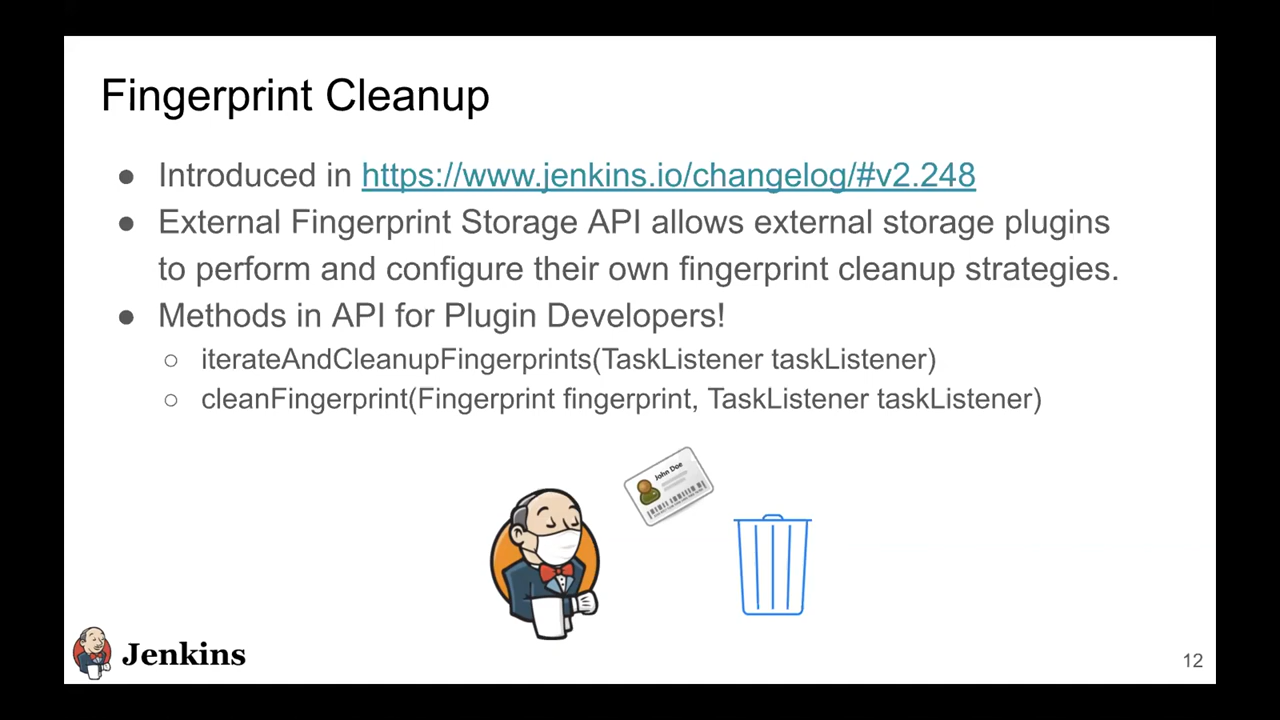 Fingerprint Cleanup
● Introduced in https://www.jenkins.io/changelog/#v2.248
● External Fingerprint Storage API allows external storage plugins
to perform and configure their own fingerprint cleanup strategies.
● Methods in API for Plugin Developers!
○ iterateAndCleanupFingerprints(TaskListener taskListener)
○ cleanFingerprint(Fingerprint fingerprint, TaskListener taskListener)
John Doe
Jenkins
12